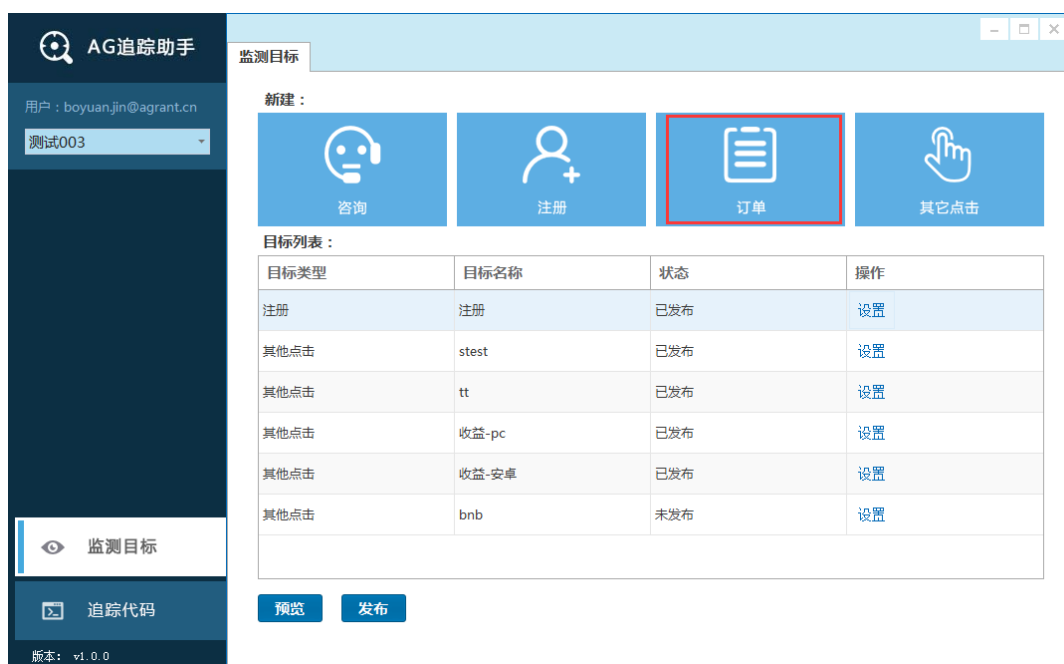 AG追踪助手
用户：boyuan.jin@agrant.cn
测试003
监测目标
新建：
咨询 注册 订单 其它点击
目标列表：
目标类型 目标名称 状态 操作
注册 注册 已发布 设置
其他点击 stest 已发布 设置
其他点击 tt 已发布 设置
其他点击 收益-pc 已发布 设置
其他点击 收益-安卓 已发布 设置
其他点击 bnb 未发布 设置
监测目标
追踪代码
预览 发布
版本： v1.0.0